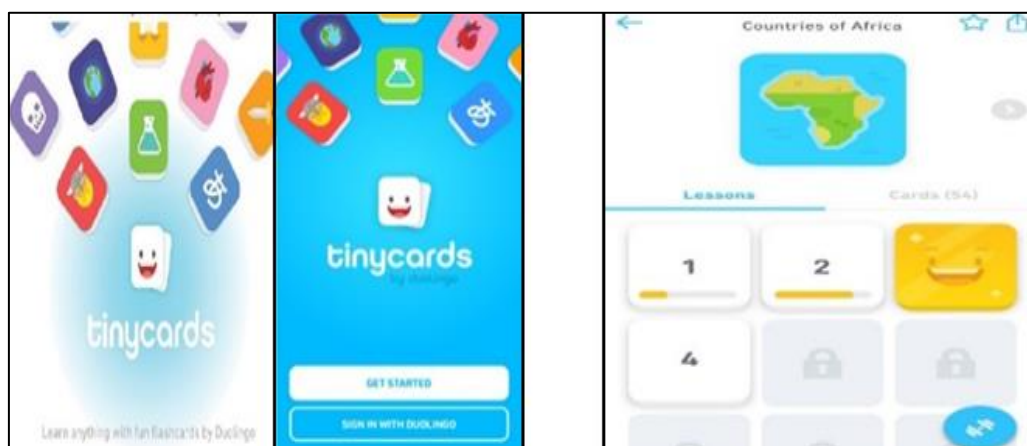 tinycards
Learn anything with fun flashcards by Duolingo
tinycards
by duolingo
GET STARTED
SIGN IN WITH DUOLINGO
Countries of Africa
Lessons
Cards (54)
1
2
4